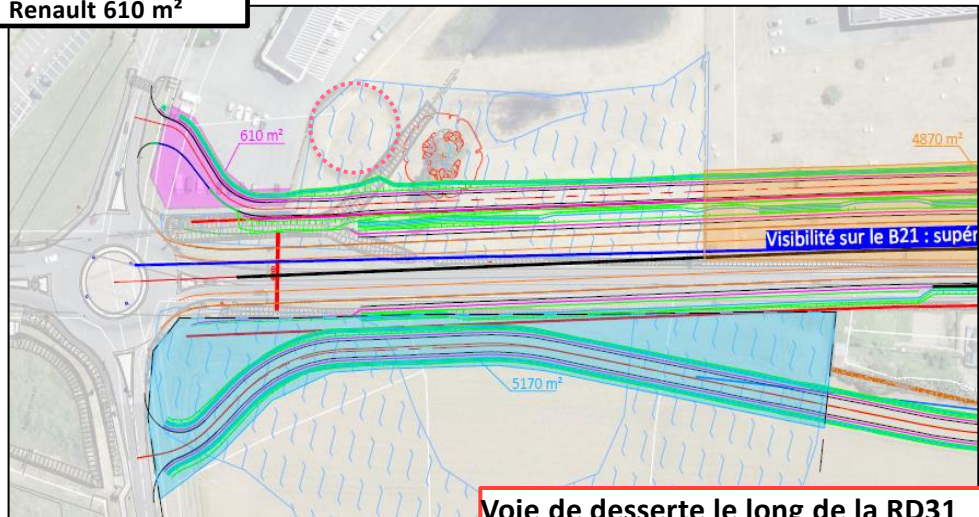 Renault 610 m²
610 m²
4870 m²
Visibilité sur le B21 : supér
5170 m²
Voie de desserte le long de la RD31